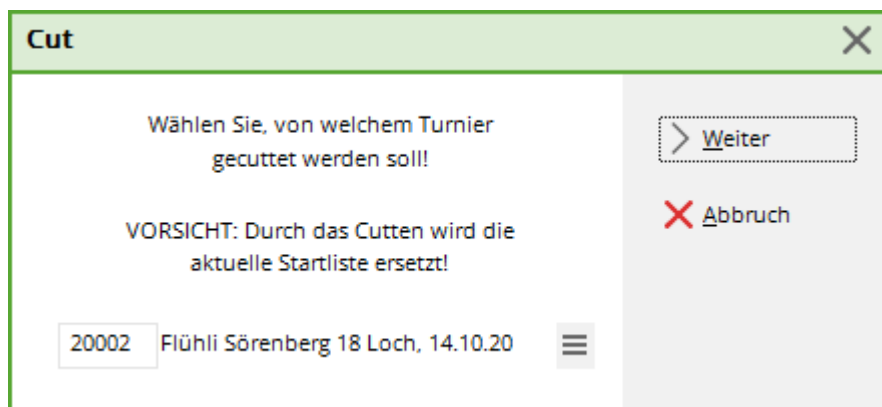 Cut
Wählen Sie, von welchem Turnier
gecuttet werden soll!
VORSICHT: Durch das Cutten wird die
aktuelle Startliste ersetzt!
20002 Flühli Sörenberg 18 Loch, 14.10.20
Weiter
Abbruch